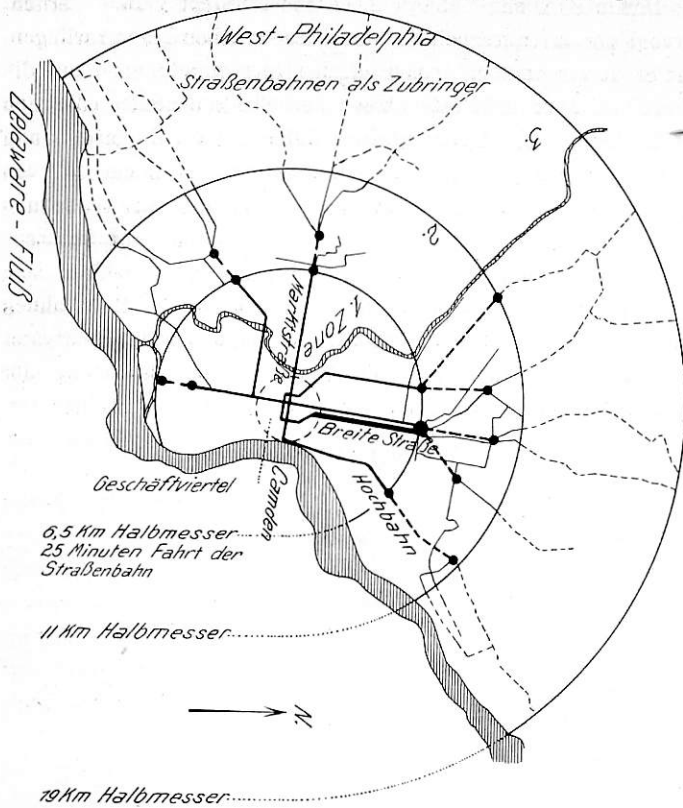 West-Philadelphia
Straßenbahnen als Zubringer
Delaware-Fluß
3.
2.
1. Zone
Marktstraße
Breite Straße
Geschäftviertel
Camden
Hochbahn
6,5 Km Halbmesser
25 Minuten Fahrt der
Straßenbahn
11 Km Halbmesser
N.
19 Km Halbmesser